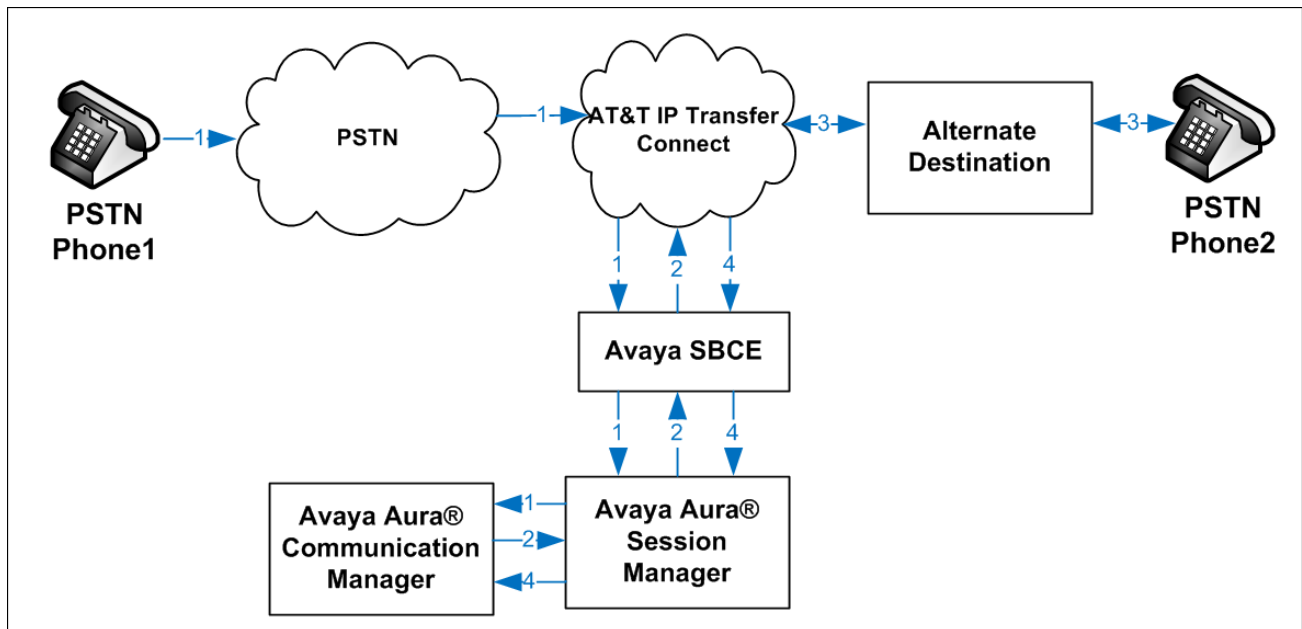 PSTN
Phone1
1
PSTN
1
AT&T IP Transfer
Connect
3
Alternate
Destination
3
PSTN
Phone2
1
2
4
Avaya SBCE
1
2
4
Avaya Aura®
Communication
Manager
1
2
4
Avaya Aura®
Session
Manager